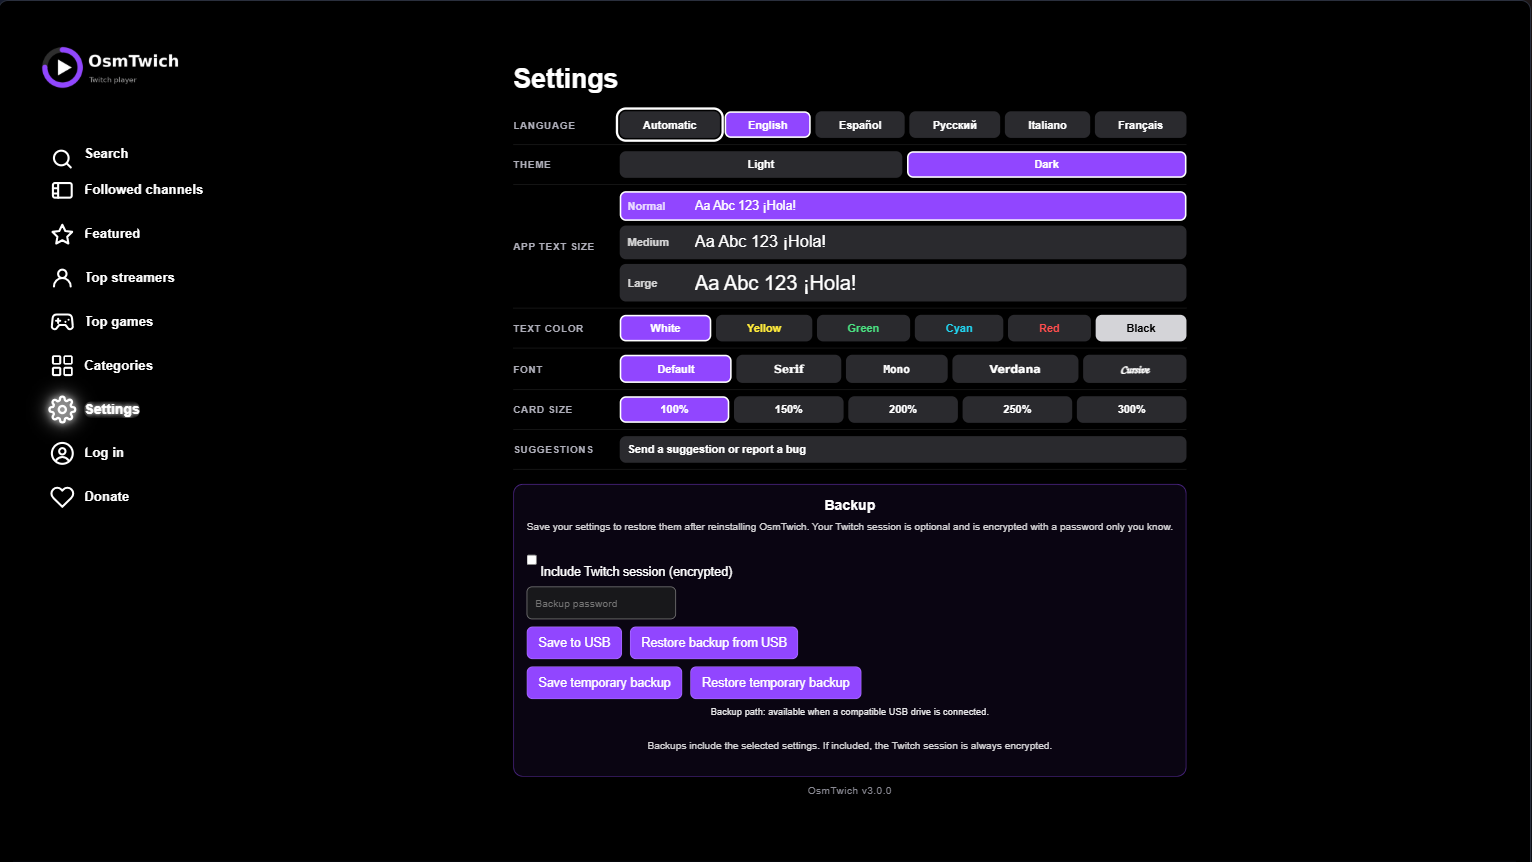 OsmTwich
Twitch player
Search
Followed channels
Featured
Top streamers
Top games
Categories
Settings
Log in
Donate
Settings
LANGUAGE Automatic English Español Русский Italiano Français
THEME Light Dark
APP TEXT SIZE
Normal Aa Abc 123 ¡Hola!
Medium Aa Abc 123 ¡Hola!
Large Aa Abc 123 ¡Hola!
TEXT COLOR White Yellow Green Cyan Red Black
FONT Default Serif Mono Verdana Cursive
CARD SIZE 100% 150% 200% 250% 300%
SUGGESTIONS Send a suggestion or report a bug
Backup
Save your settings to restore them after reinstalling OsmTwich. Your Twitch session is optional and is encrypted with a password only you know.
Include Twitch session (encrypted)
Backup password
Save to USB Restore backup from USB
Save temporary backup Restore temporary backup
Backup path: available when a compatible USB drive is connected.
Backups include the selected settings. If included, the Twitch session is always encrypted.
OsmTwich v3.0.0